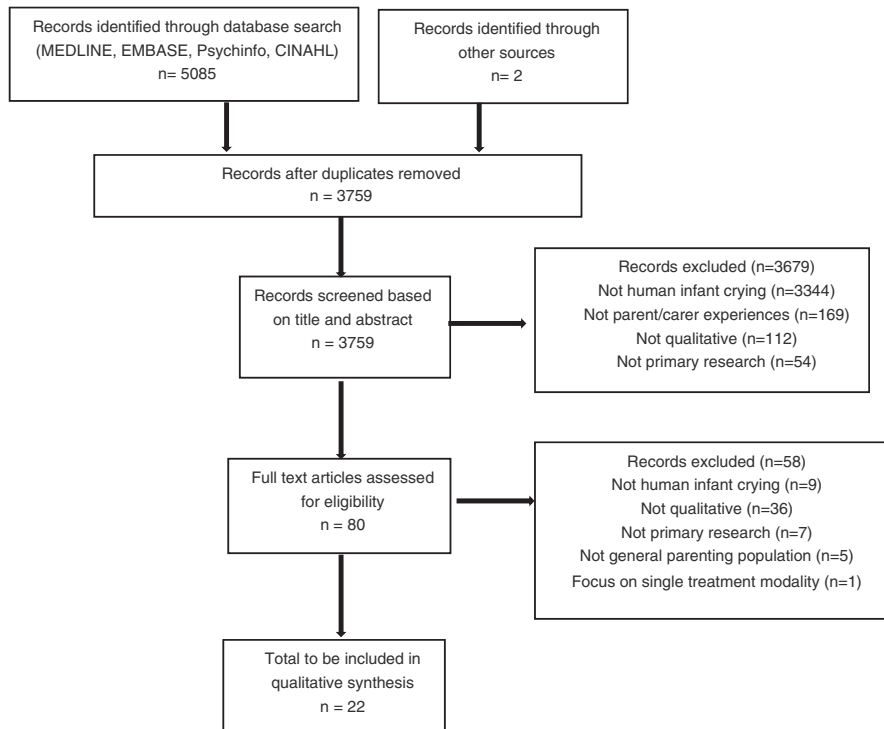 Records identified through database search
(MEDLINE, EMBASE, Psychinfo, CINAHL)
n= 5085
Records identified through
other sources
n= 2
Records after duplicates removed
n = 3759
Records screened based
on title and abstract
n = 3759
Records excluded (n=3679)
Not human infant crying (n=3344)
Not parent/carer experiences (n=169)
Not qualitative (n=112)
Not primary research (n=54)
Full text articles assessed
for eligibility
n = 80
Records excluded (n=58)
Not human infant crying (n=9)
Not qualitative (n=36)
Not primary research (n=7)
Not general parenting population (n=5)
Focus on single treatment modality (n=1)
Total to be included in
qualitative synthesis
n = 22